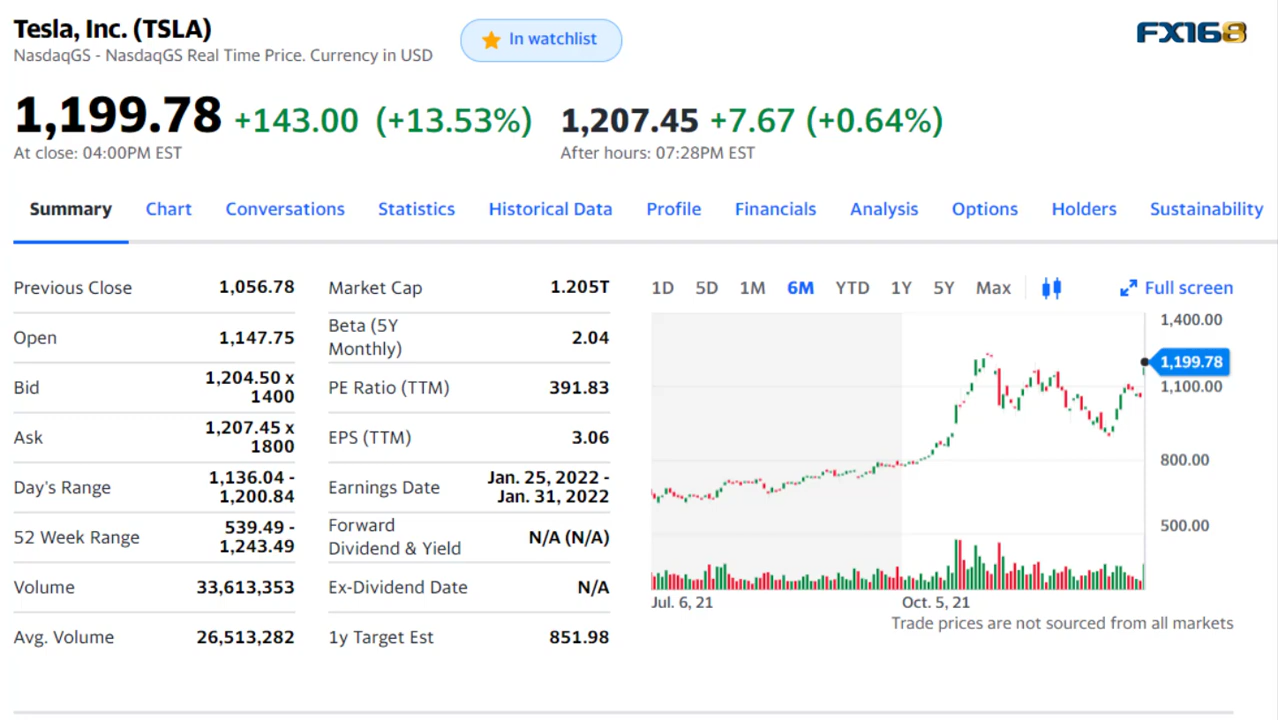 Tesla, Inc. (TSLA)
In watchlist
FX168
NasdaqGS - NasdaqGS Real Time Price. Currency in USD
1,199.78 +143.00 (+13.53%) 1,207.45 +7.67 (+0.64%)
At close: 04:00PM EST After hours: 07:28PM EST
Summary Chart Conversations Statistics Historical Data Profile Financials Analysis Options Holders Sustainability
Previous Close 1,056.78
Open 1,147.75
Bid 1,204.50 x
1400
Ask 1,207.45 x
1800
Day's Range 1,136.04 -
1,200.84
52 Week Range 539.49 -
1,243.49
Volume 33,613,353
Avg. Volume 26,513,282
Market Cap 1.205T
Beta (5Y
Monthly) 2.04
PE Ratio (TTM) 391.83
EPS (TTM) 3.06
Earnings Date Jan. 25, 2022 -
Jan. 31, 2022
Forward
Dividend & Yield N/A (N/A)
Ex-Dividend Date N/A
1y Target Est 851.98
1D 5D 1M 6M YTD 1Y 5Y Max Full screen
1,400.00
1,199.78
1,100.00
800.00
500.00
Jul. 6, 21 Oct. 5, 21
Trade prices are not sourced from all markets